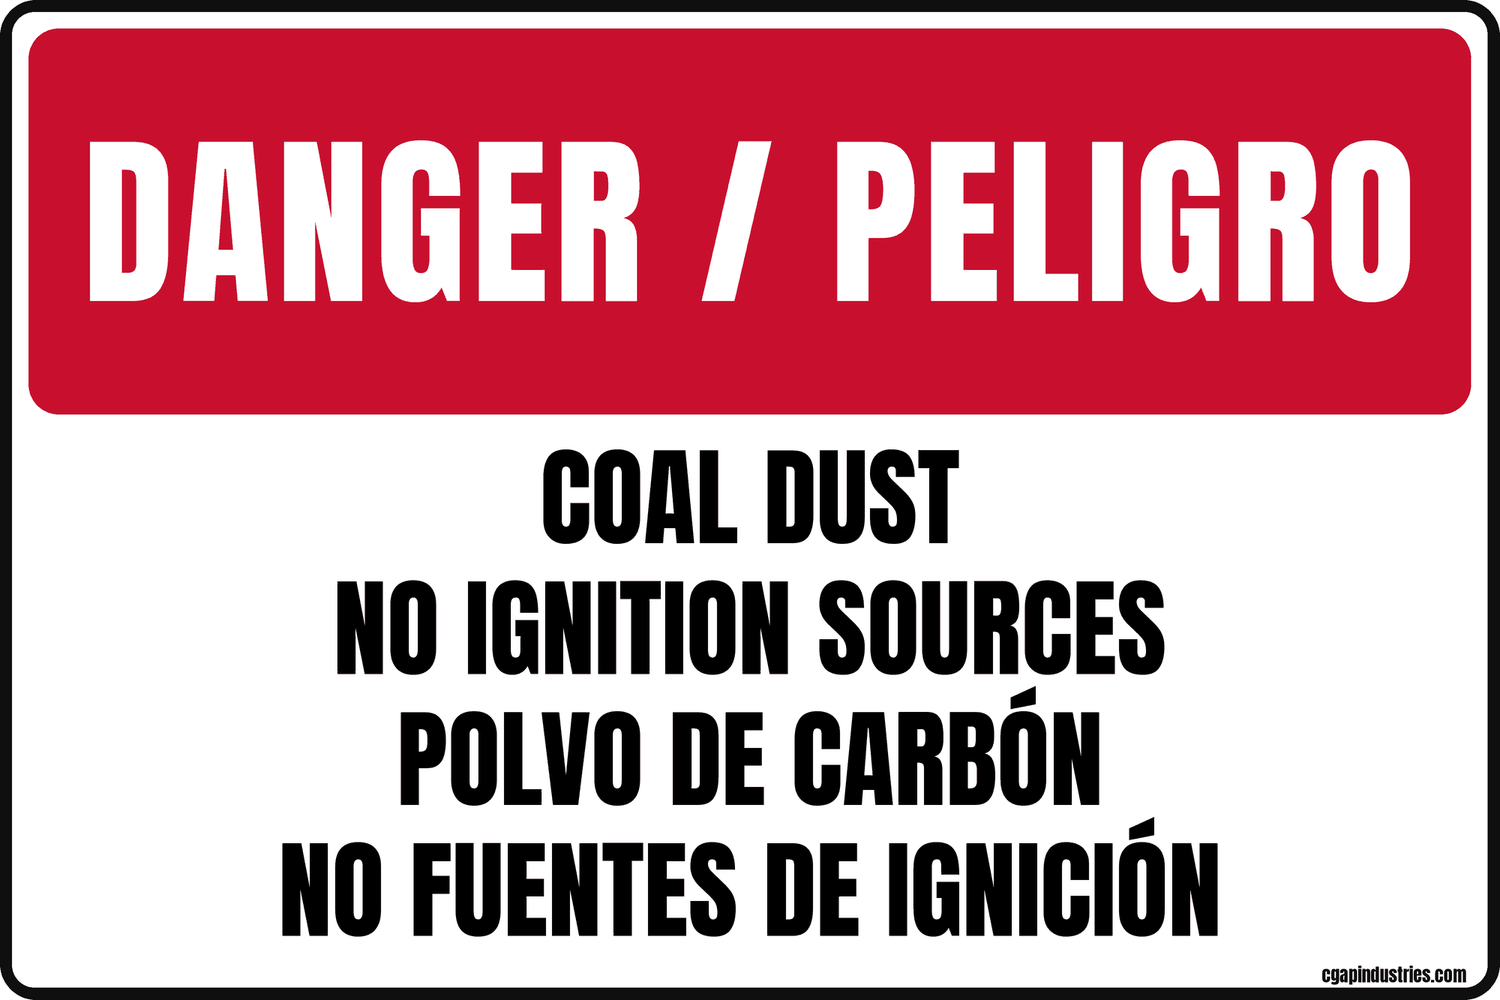 DANGER / PELIGRO
COAL DUST
NO IGNITION SOURCES
POLVO DE CARBÓN
NO FUENTES DE IGNICIÓN
cgapindustries.com